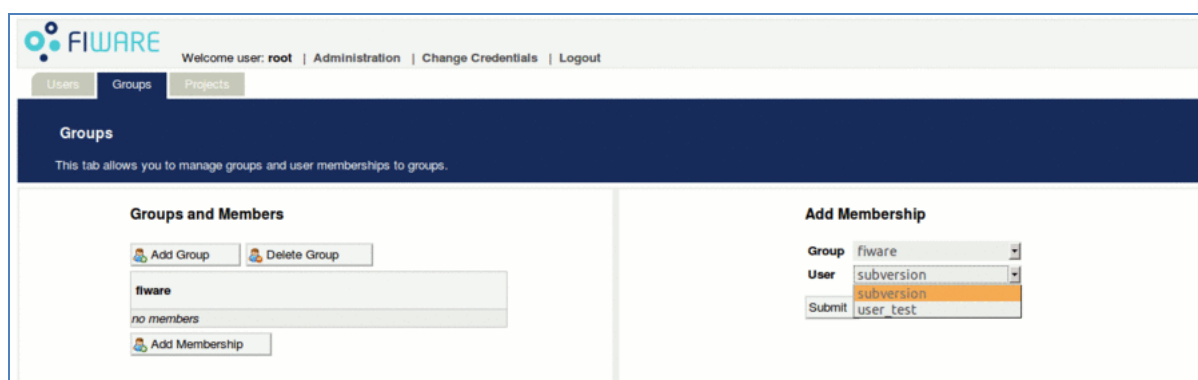 FIWARE
Welcome user: root | Administration | Change Credentials | Logout
Users Groups Projects
Groups
This tab allows you to manage groups and user memberships to groups.
Groups and Members
Add Group Delete Group
fiware
no members
Add Membership
Add Membership
Group fiware
User subversion
subversion
Submit user_test